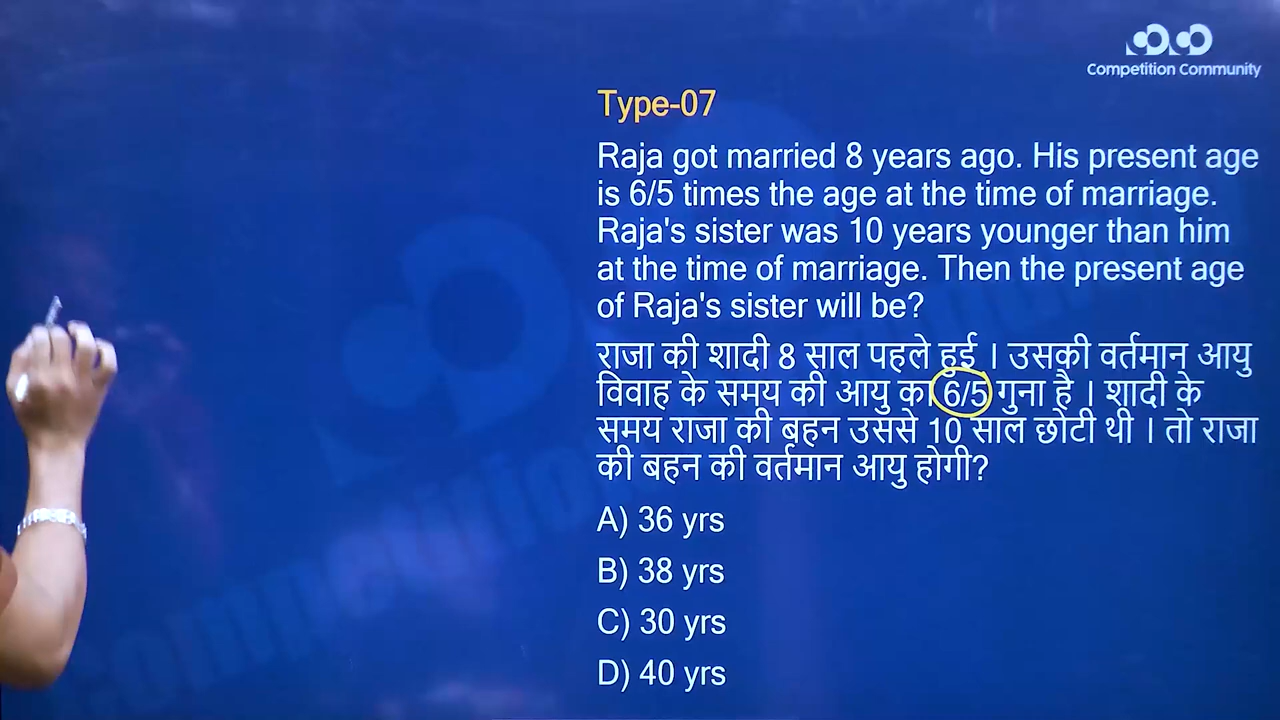 Competition Community
Type-07
Raja got married 8 years ago. His present age
is 6/5 times the age at the time of marriage.
Raja's sister was 10 years younger than him
at the time of marriage. Then the present age
of Raja's sister will be?
राजा की शादी 8 साल पहले हुई । उसकी वर्तमान आयु
विवाह के समय की आयु का 6/5 गुना है । शादी के
समय राजा की बहन उससे 10 साल छोटी थी । तो राजा
की बहन की वर्तमान आयु होगी?
A) 36 yrs
B) 38 yrs
C) 30 yrs
D) 40 yrs